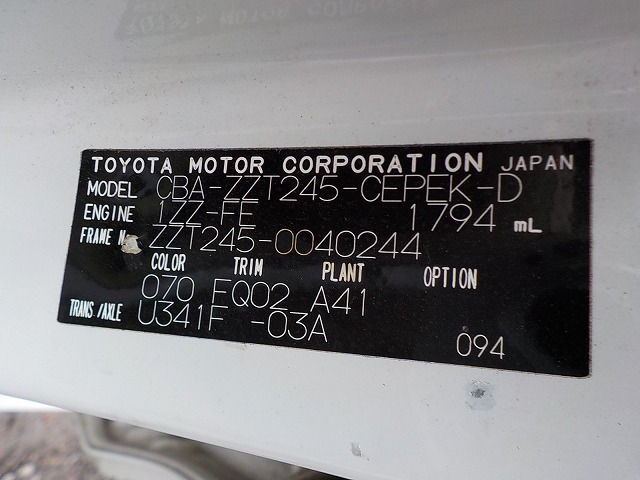 TOYOTA MOTOR CORPORATION JAPAN
MODEL CBA-ZZT245-CEPEK-D
ENGINE 1ZZ-FE 1794 mL
FRAME N ZZT245-0040244
COLOR TRIM PLANT OPTION
070 FQ02 A41
TRANS./AXLE U341F -03A
094